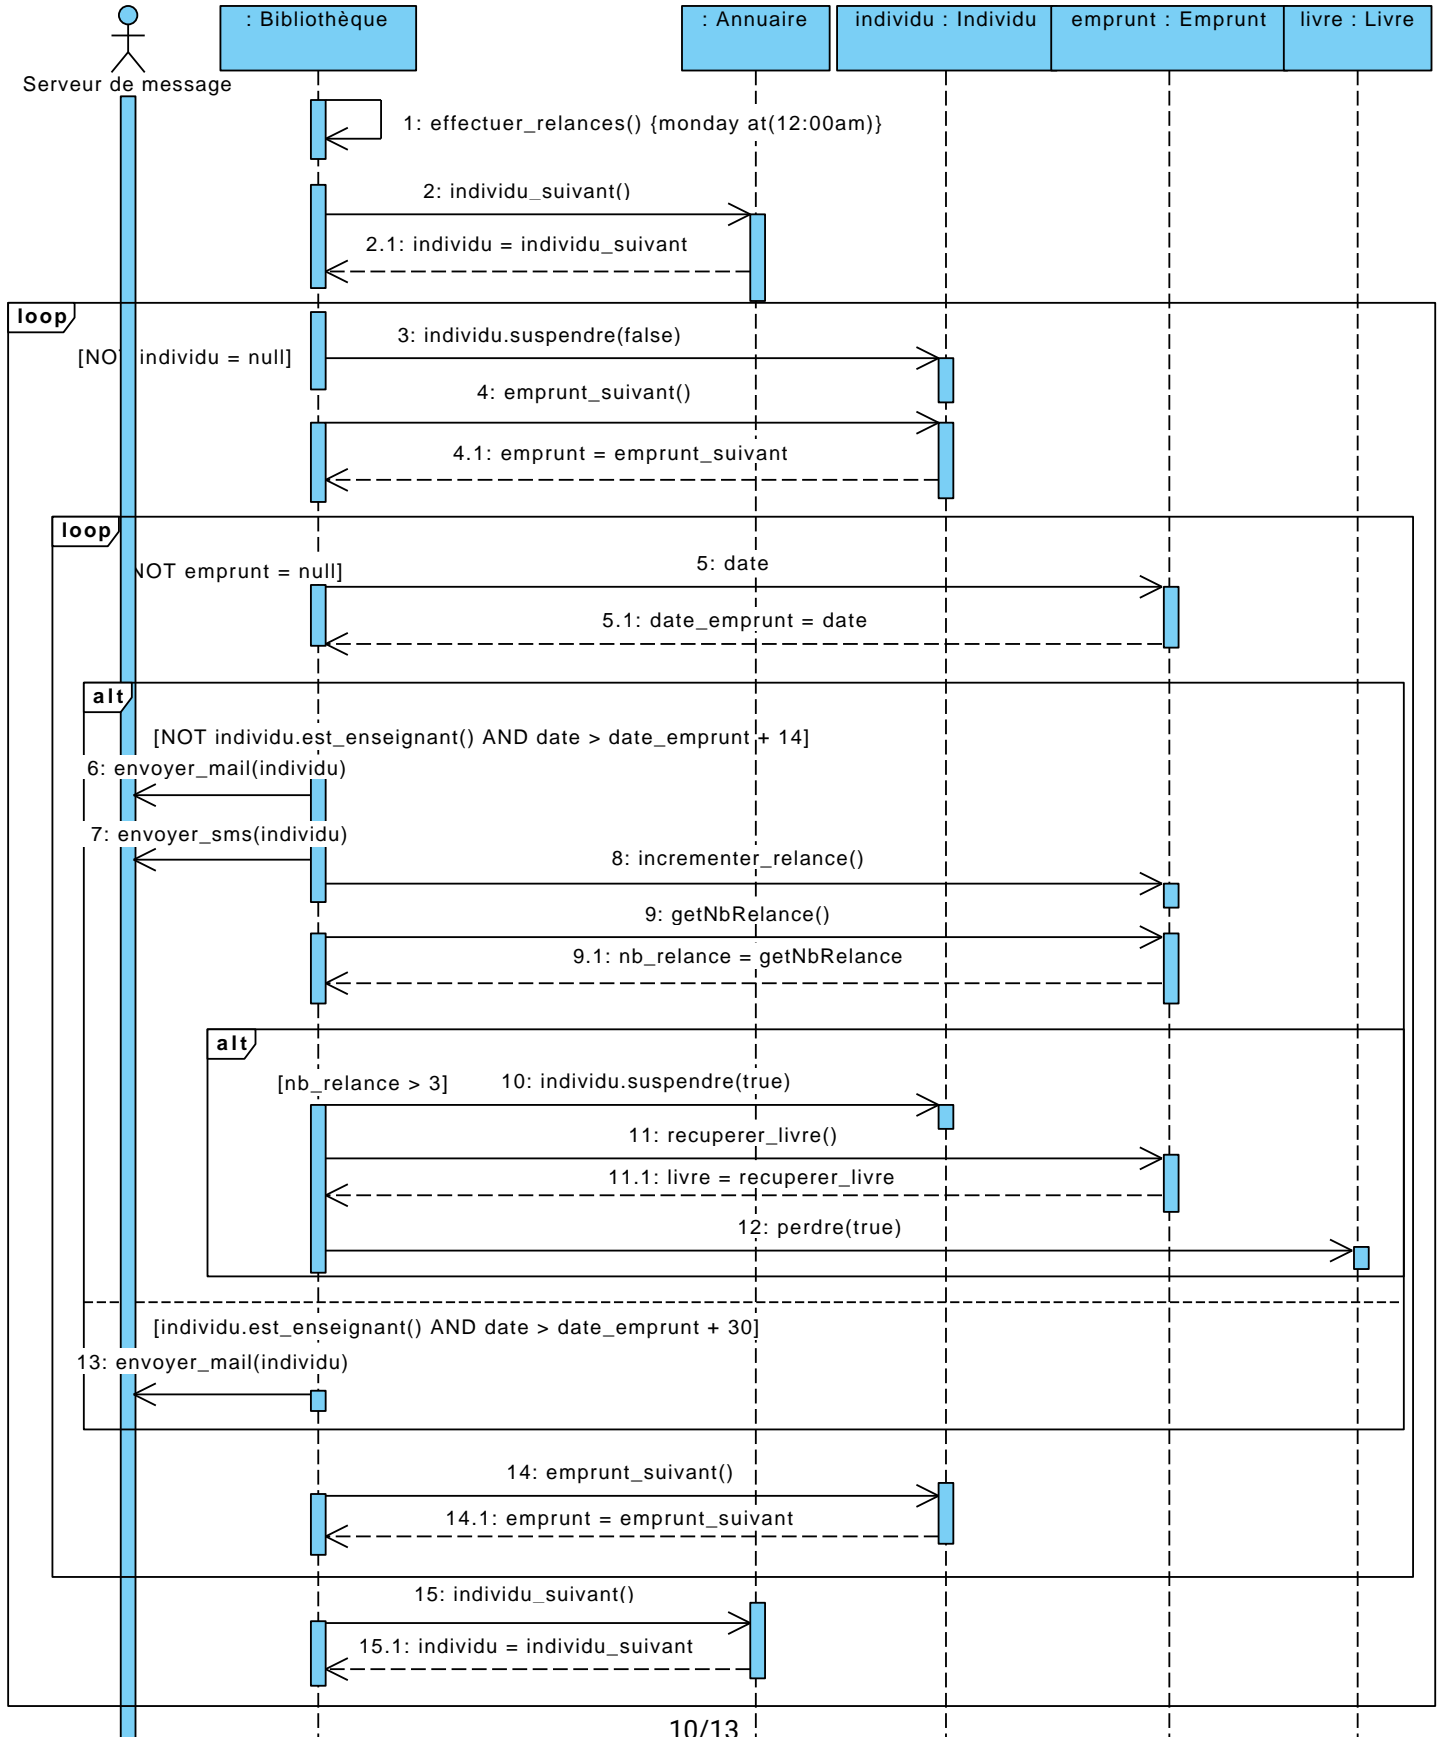 : Bibliothèque
: Annuaire
individu : Individu
emprunt : Emprunt
livre : Livre
Serveur de message
1: effectuer_relances() {monday at(12:00am)}
2: individu_suivant()
2.1: individu = individu_suivant
loop
3: individu.suspendre(false)
[NOT individu = null]
4: emprunt_suivant()
4.1: emprunt = emprunt_suivant
loop
5: date
NOT emprunt = null]
5.1: date_emprunt = date
alt
[NOT individu.est_enseignant() AND date > date_emprunt + 14]
6: envoyer_mail(individu)
7: envoyer_sms(individu)
8: incrementer_relance()
9: getNbRelance()
9.1: nb_relance = getNbRelance
alt
[nb_relance > 3]
10: individu.suspendre(true)
11: recuperer_livre()
11.1: livre = recuperer_livre
12: perdre(true)
[individu.est_enseignant() AND date > date_emprunt + 30]
13: envoyer_mail(individu)
14: emprunt_suivant()
14.1: emprunt = emprunt_suivant
15: individu_suivant()
15.1: individu = individu_suivant
10/13